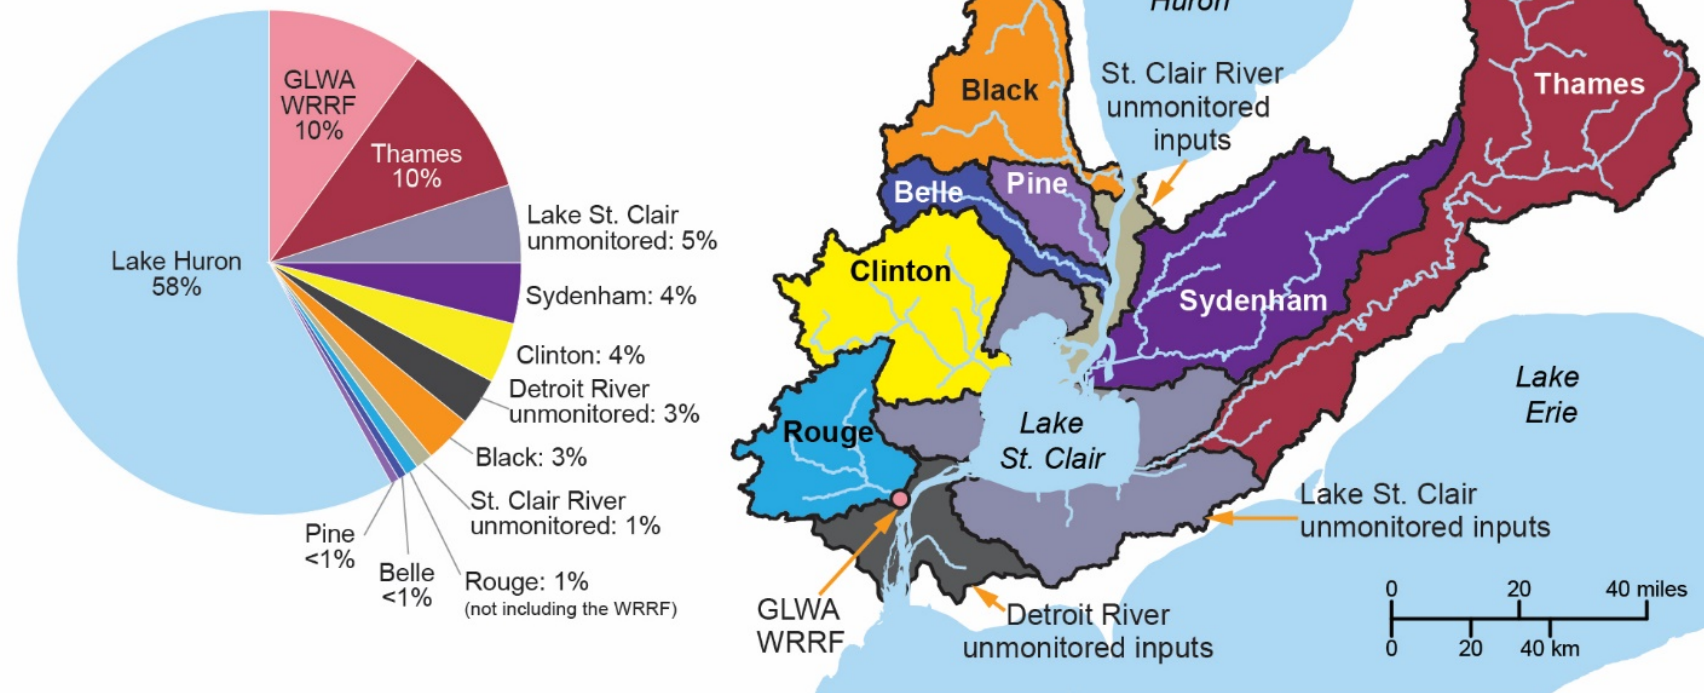 GLWA
WRRF
10%
Thames
10%
Lake St. Clair
unmonitored: 5%
Lake Huron
58%
Sydenham: 4%
Clinton: 4%
Detroit River
unmonitored: 3%
Black: 3%
St. Clair River
unmonitored: 1%
Rouge: 1%
(not including the WRRF)
Belle
<1%
Pine
<1%
Huron
Black
St. Clair River
unmonitored
inputs
Thames
Belle
Pine
Clinton
Sydenham
Lake
Erie
Rouge
Lake
St. Clair
Lake St. Clair
unmonitored inputs
GLWA
WRRF
Detroit River
unmonitored inputs
0 20 40 miles
0 20 40 km